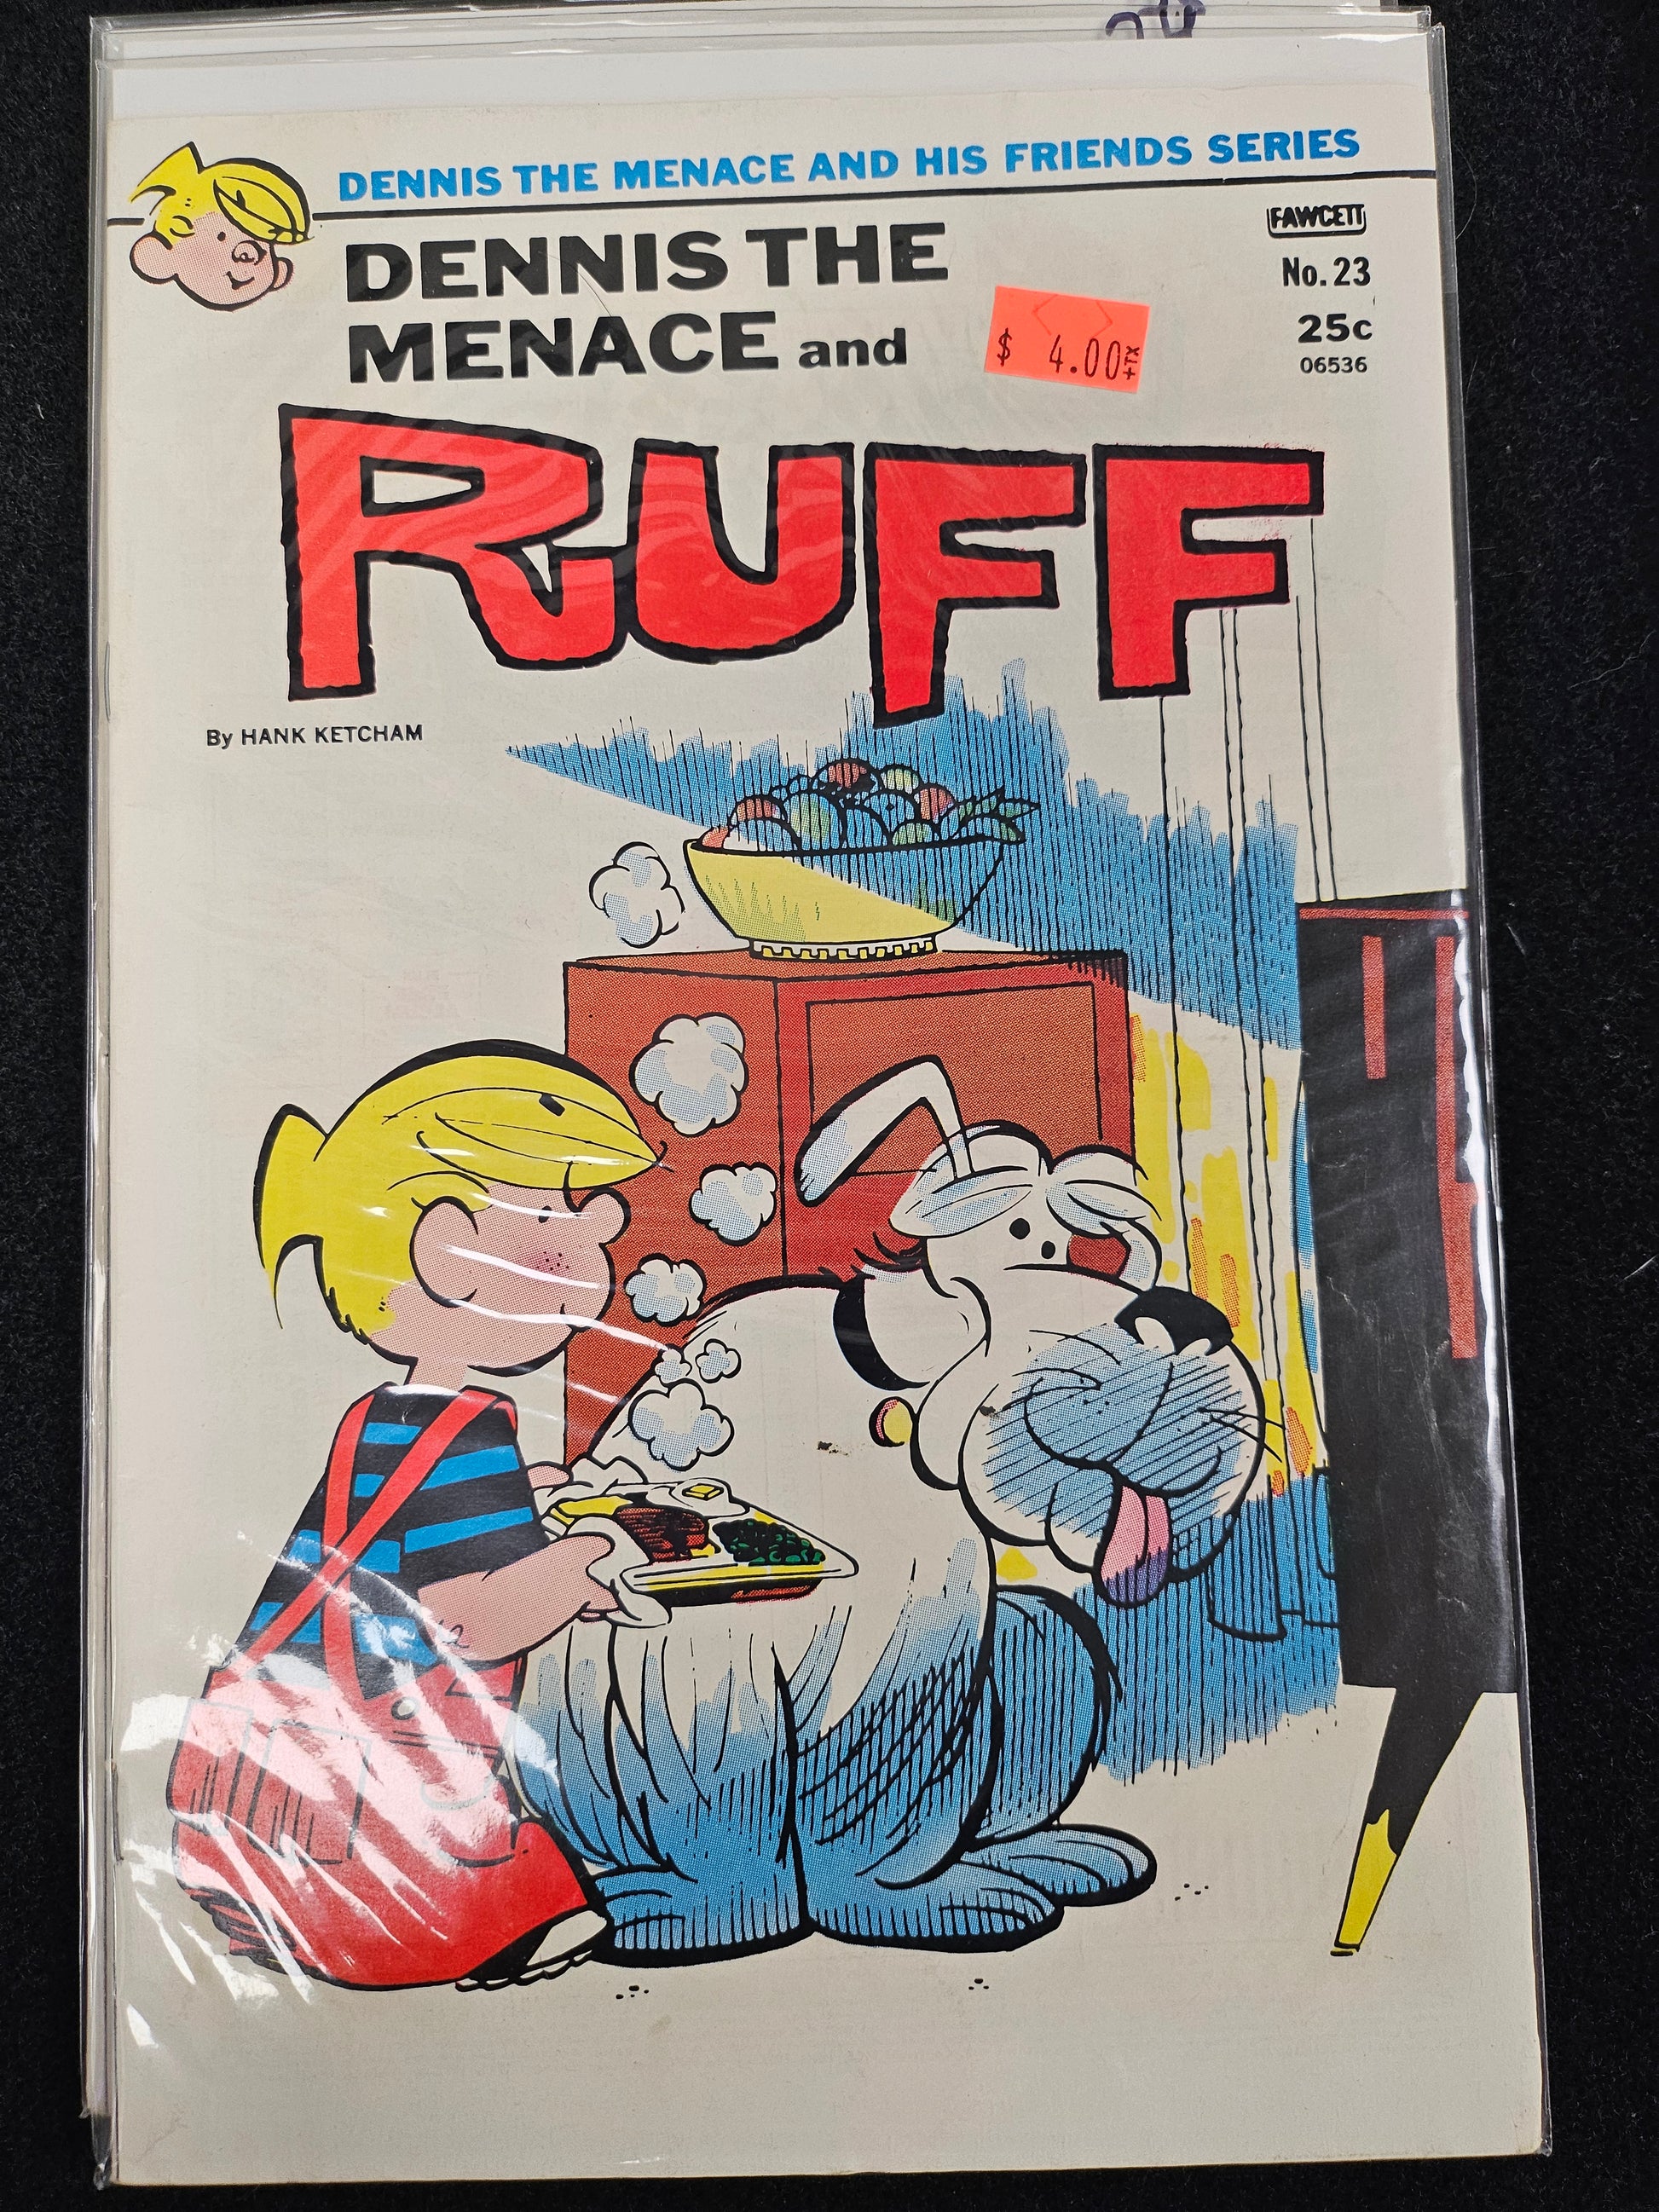 DENNIS THE MENACE AND HIS FRIENDS SERIES
FAWCETT
DENNIS THE
MENACE and
No. 23
25c
06536
$ 4.00 +TX
RUFF
By HANK KETCHAM